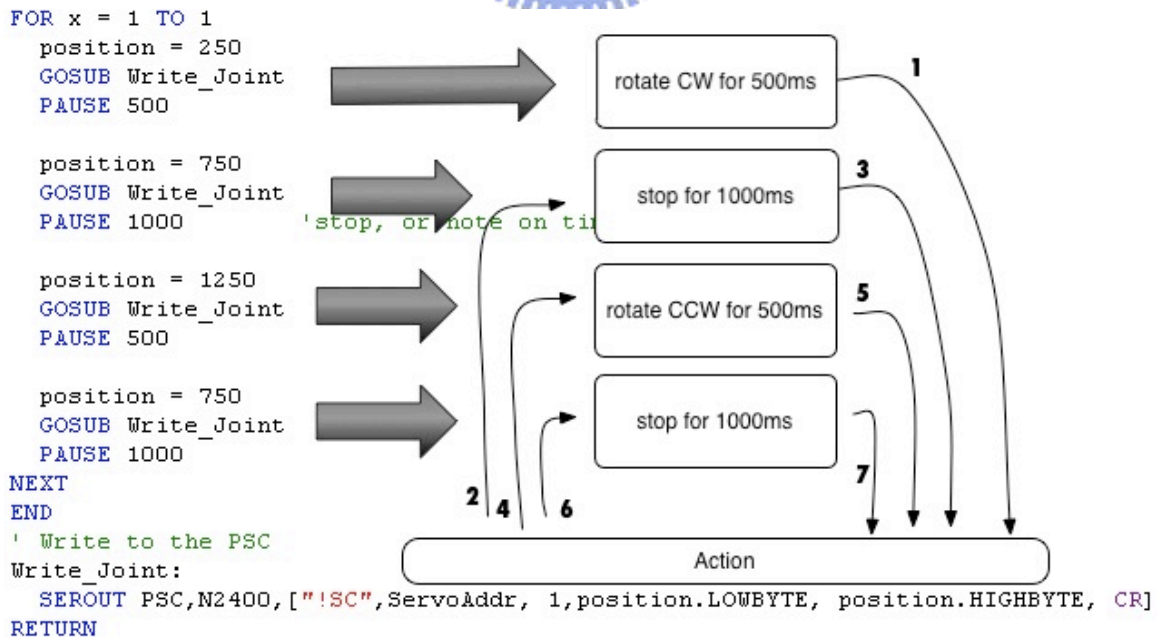 FOR x = 1 TO 1
position = 250
GOSUB Write_Joint
PAUSE 500
position = 750
GOSUB Write_Joint
PAUSE 1000 'stop, or note on
position = 1250
GOSUB Write_Joint
PAUSE 500
position = 750
GOSUB Write_Joint
PAUSE 1000
NEXT
END
' Write to the PSC
Write_Joint:
SEROUT PSC,N2400,["!SC",ServoAddr, 1,position.LOWBYTE, position.HIGHBYTE, CR]
RETURN
rotate CW for 500ms
1
stop for 1000ms
3
rotate CCW for 500ms
5
stop for 1000ms
7
2
4
6
Action